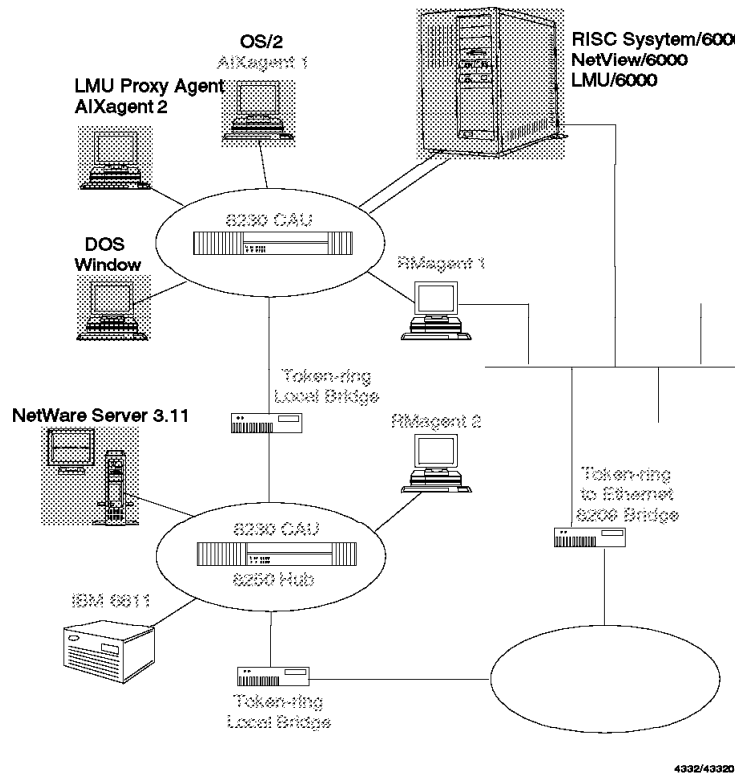 OS/2
AIXagent 1
RISC Sysytem/6000
NetView/6000
LMU/6000
LMU Proxy Agent
AIXagent 2
8230 CAU
DOS
Window
RMagent 1
Token-ring
Local Bridge
NetWare Server 3.11
RMagent 2
Token-ring
to Ethernet
8209 Bridge
8230 CAU
8250 Hub
IBM 6611
Token-ring
Local Bridge
4332/43320